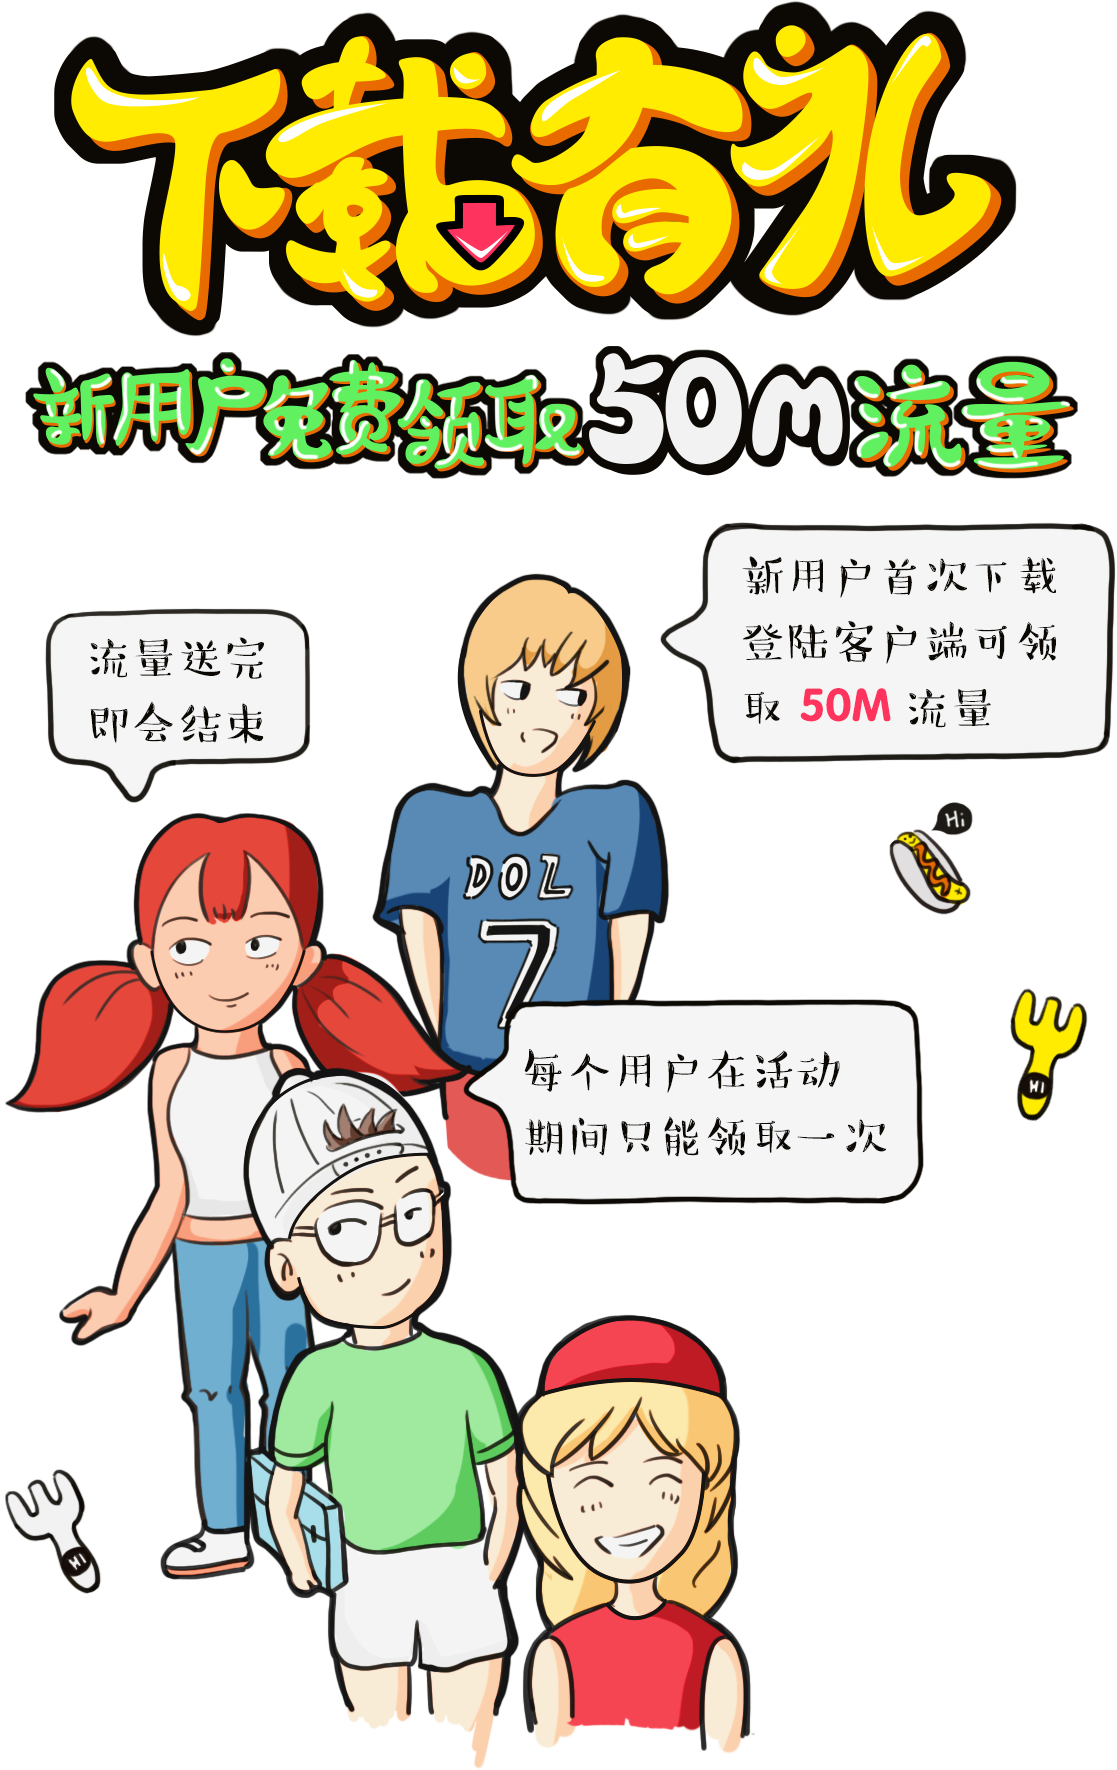 下载有礼
新用户免费领取50M流量
新用户首次下载
登陆客户端可领
取 50M 流量
流量送完
即会结束
Hi
DOL
7
HI
每个用户在活动
期间只能领取一次
HI